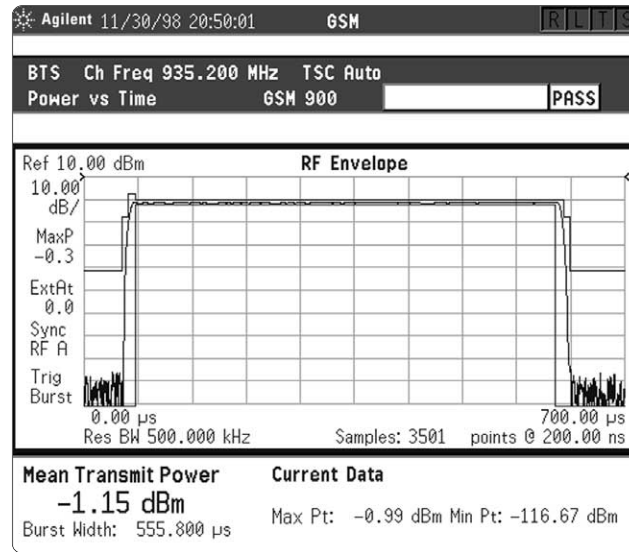 Agilent 11/30/98 20:50:01 GSM R L T S
BTS Ch Freq 935.200 MHz TSC Auto
Power vs Time GSM 900 PASS
Ref 10.00 dBm RF Envelope
10.00
dB/
MaxP
-0.3
ExtAt
0.0
Sync
RF A
Trig
Burst
0.00 µs 700.00 µs
Res BW 500.000 kHz Samples: 3501 points @ 200.00 ns
Mean Transmit Power Current Data
-1.15 dBm
Max Pt: -0.99 dBm Min Pt: -116.67 dBm
Burst Width: 555.800 µs